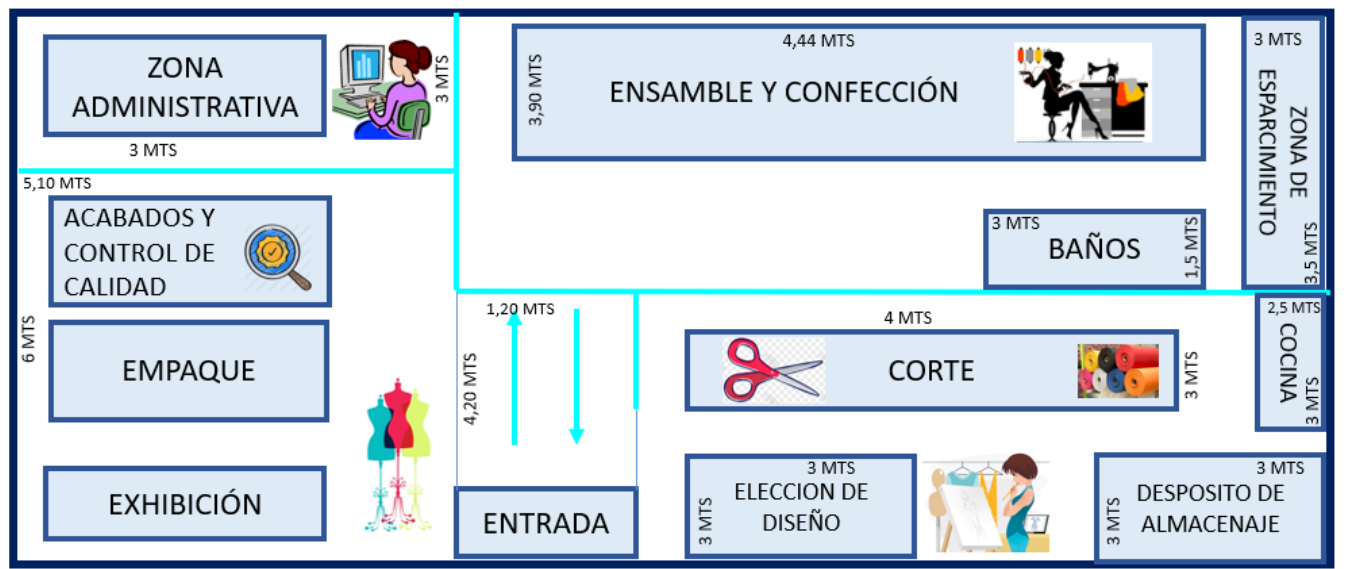 ZONA
ADMINISTRATIVA
3 MTS
3 MTS
5,10 MTS
ACABADOS Y
CONTROL DE
CALIDAD
6 MTS
EMPAQUE
EXHIBICIÓN
4,44 MTS
3,90 MTS
ENSAMBLE Y CONFECCIÓN
3 MTS
BAÑOS
1,5 MTS
3 MTS
ZONA DE
ESPARCIMIENTO
3,5 MTS
1,20 MTS
4,20 MTS
ENTRADA
4 MTS
CORTE
3 MTS
2,5 MTS
COCINA
3 MTS
3 MTS
3 MTS
ELECCION DE
DISEÑO
3 MTS
3 MTS
DESPOSITO DE
ALMACENAJE